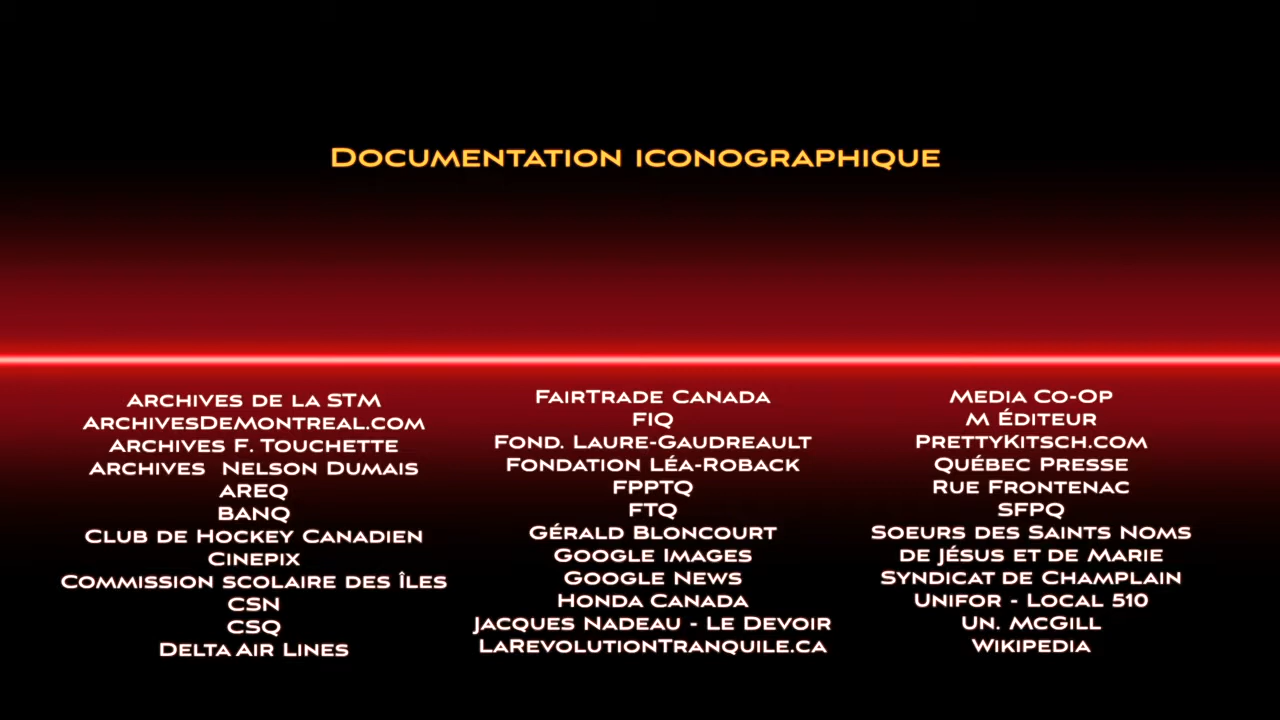 Documentation iconographique
Archives de la STM
ArchivesDeMontreal.com
Archives F. Touchette
Archives  Nelson Dumais
AREQ
BANQ
Club de Hockey Canadien
Cinepix
Commission scolaire des Îles
CSN
CSQ
Delta Air Lines
FairTrade Canada
FIQ
Fond. Laure-Gaudreault
Fondation Léa-Roback
FPPTQ
FTQ
Gérald Bloncourt
Google Images
Google News
Honda Canada
Jacques Nadeau - Le Devoir
LaRevolutionTranquile.ca
Media Co-Op
M Éditeur
PrettyKitsch.com
Québec Presse
Rue Frontenac
SFPQ
Soeurs des Saints Noms
de Jésus et de Marie
Syndicat de Champlain
Unifor - Local 510
Un. McGill
Wikipedia